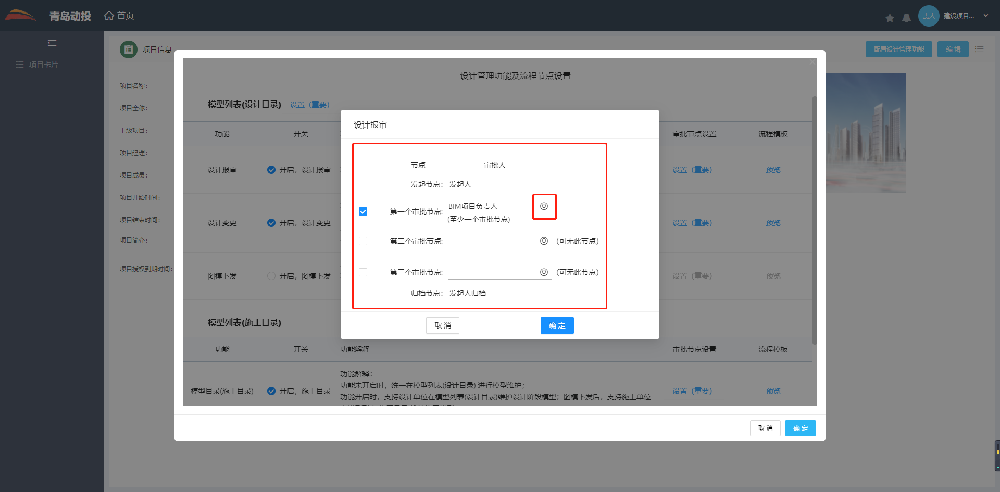 青岛动投
首页
责人
建设项目...
项目卡片
项目信息
配置设计管理功能
编 辑
项目名称：
项目全称：
上级项目：
项目经理：
项目成员：
项目开始时间：
项目结束时间：
项目简介：
项目授权到期时间：
设计管理功能及流程节点设置
模型列表(设计目录) 设置（重要）
功能 开关 审批节点设置 流程模板
设计报审 开启，设计报审 设置（重要） 预览
设计变更 开启，设计变更 设置（重要） 预览
图模下发 开启，图模下发 设置（重要） 预览
模型列表(施工目录)
功能 开关 功能解释 审批节点设置 流程模板
模型目录(施工目录) 开启，施工目录 设置（重要） 预览
功能解释：
功能未开启时，统一在模型列表(设计目录) 进行模型维护；
功能开启时，支持设计单位在模型列表(设计目录)维护设计阶段模型；图模下发后，支持施工单位
取 消 确 定
设计报审
节点 审批人
发起节点： 发起人
第一个审批节点: BIM项目负责人
(至少一个审批节点)
第二个审批节点: (可无此节点)
第三个审批节点: (可无此节点)
归档节点： 发起人归档
取 消 确 定